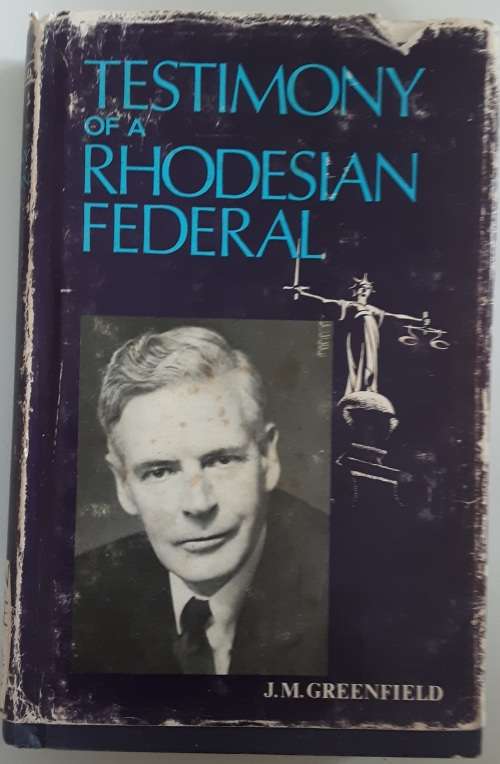 TESTIMONY
OF A
RHODESIAN
FEDERAL
J.M. GREENFIELD